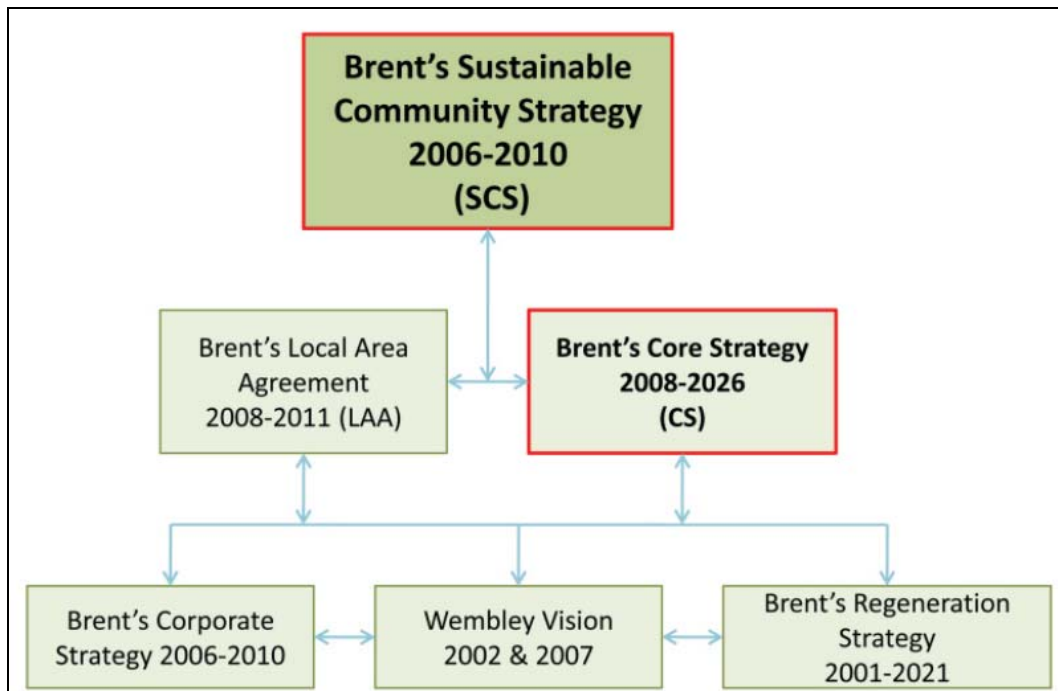 Brent’s Sustainable
Community Strategy
2006-2010
(SCS)
Brent’s Local Area
Agreement
2008-2011 (LAA)
Brent’s Core Strategy
2008-2026
(CS)
Brent’s Corporate
Strategy 2006-2010
Wembley Vision
2002 & 2007
Brent’s Regeneration
Strategy
2001-2021